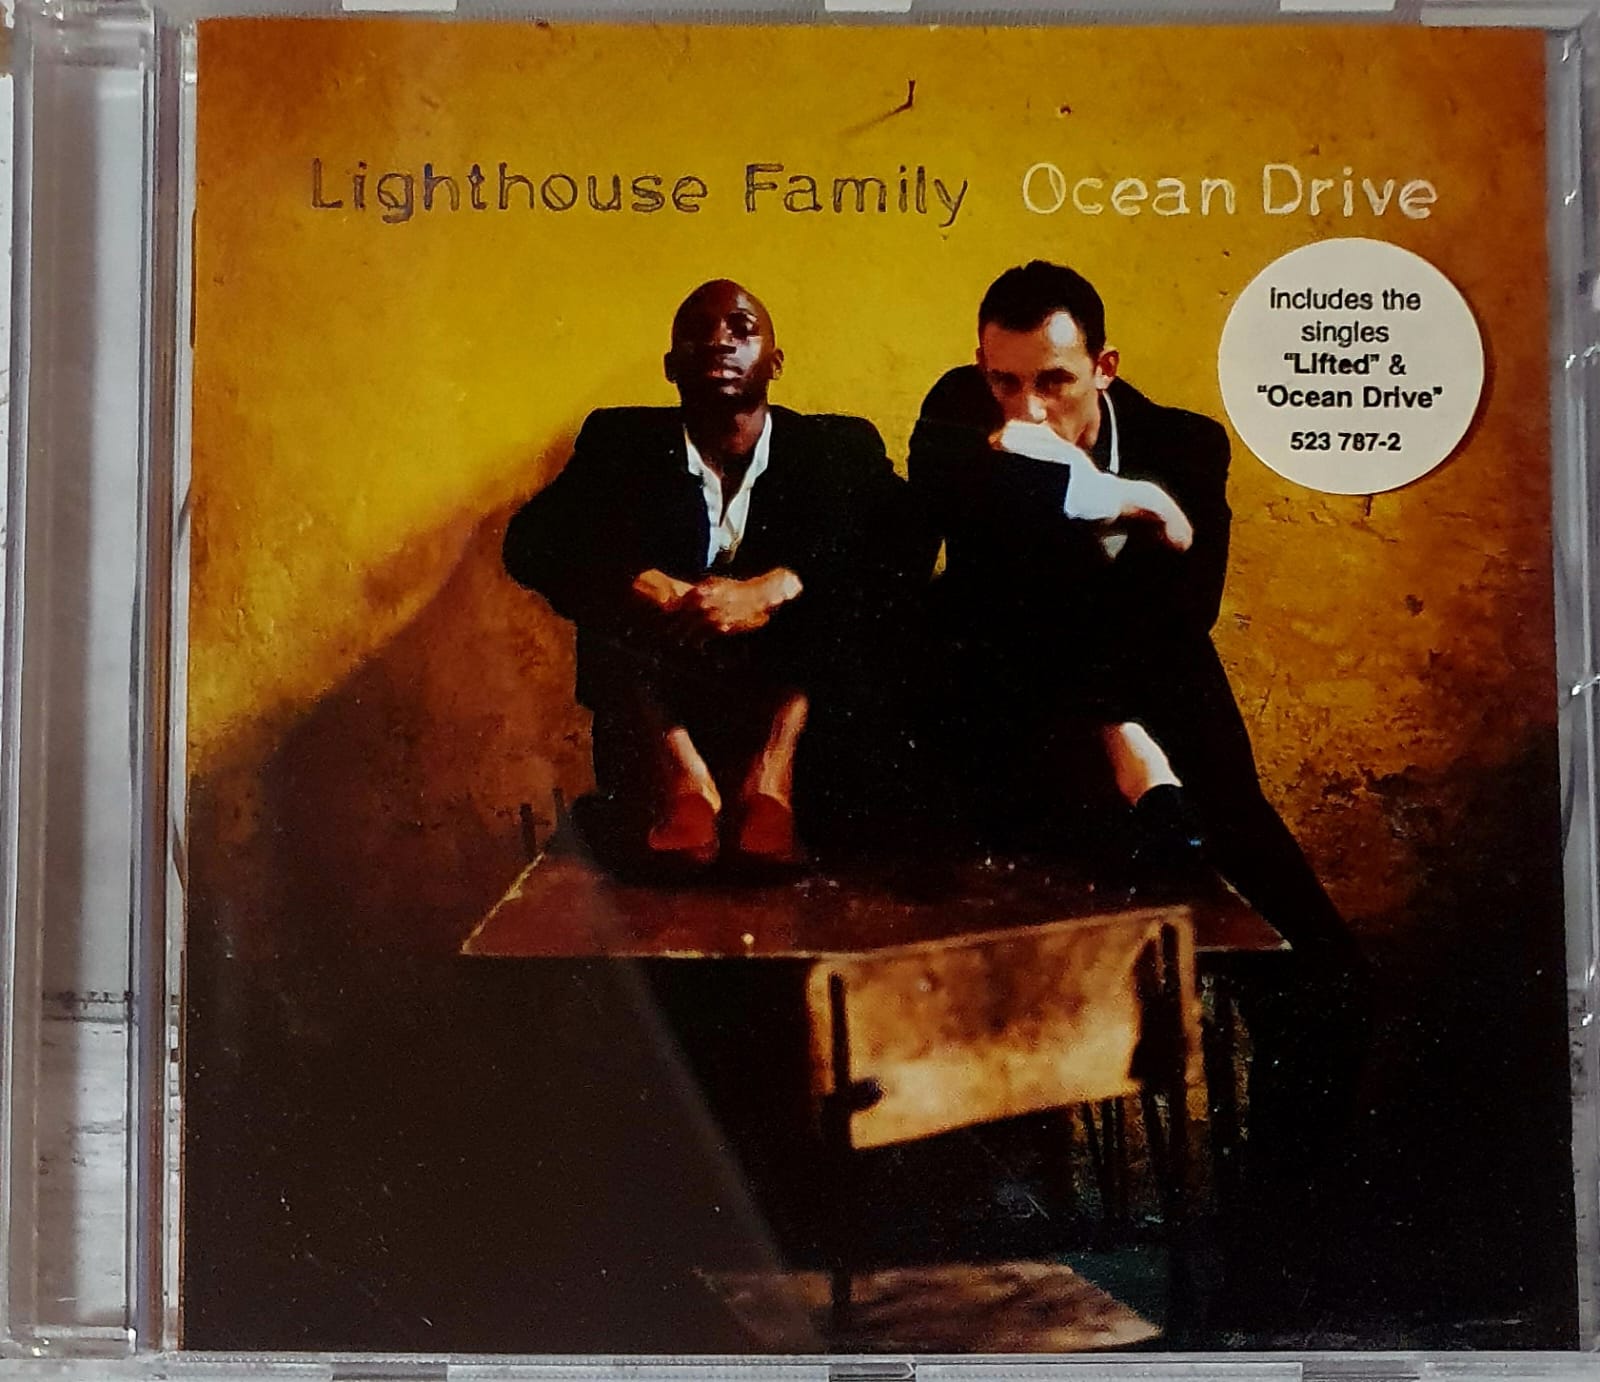 Lighthouse Family Ocean Drive
includes the
singles
"Lifted" &
"Ocean Drive"
523 787-2